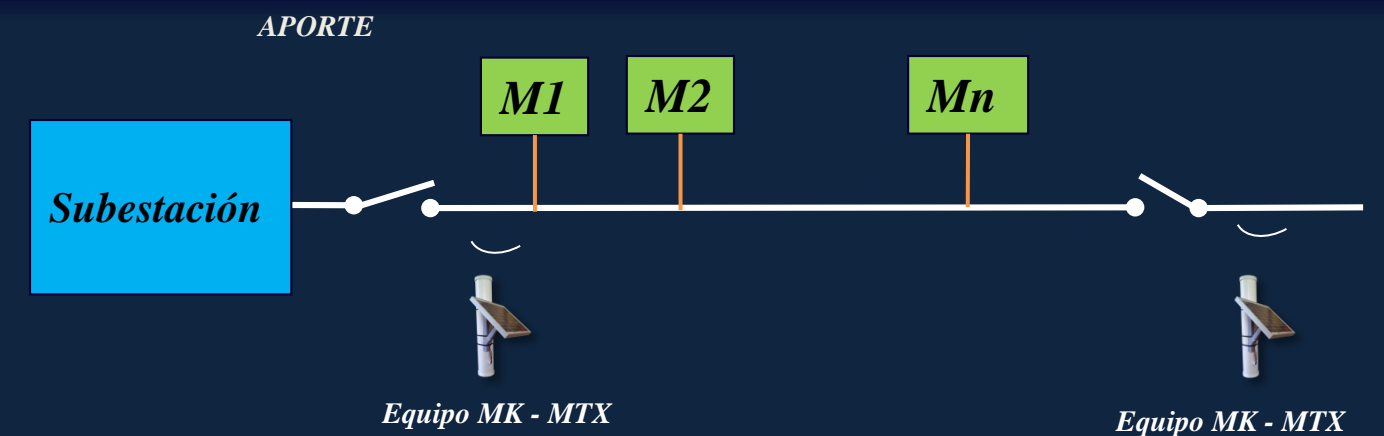 APORTE
M1
M2
Mn
Subestación
Equipo MK - MTX
Equipo MK - MTX